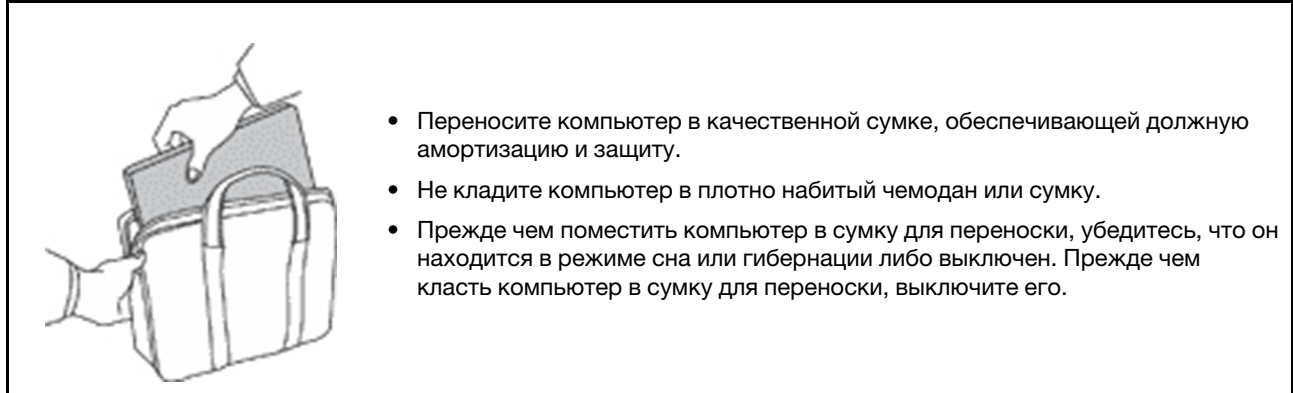 • Переносите компьютер в качественной сумке, обеспечивающей должную
амортизацию и защиту.
• Не кладите компьютер в плотно набитый чемодан или сумку.
• Прежде чем поместить компьютер в сумку для переноски, убедитесь, что он
находится в режиме сна или гибернации либо выключен. Прежде чем
класть компьютер в сумку для переноски, выключите его.